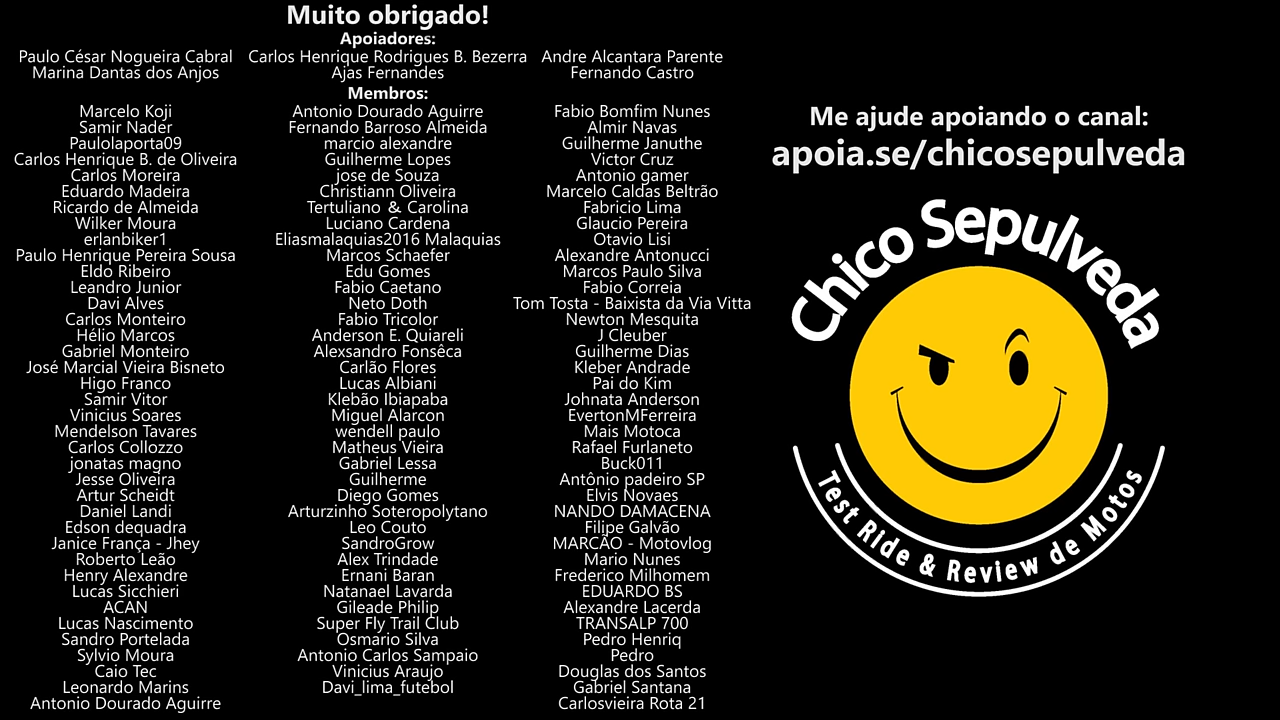 Muito obrigado!
Apoiadores:
Paulo César Nogueira Cabral
Carlos Henrique Rodrigues B. Bezerra
Andre Alcantara Parente
Marina Dantas dos Anjos
Ajas Fernandes
Fernando Castro
Membros:
Marcelo Koji
Samir Nader
Paulolaporta09
Carlos Henrique B. de Oliveira
Carlos Moreira
Eduardo Madeira
Ricardo de Almeida
Wilker Moura
erlanbiker1
Paulo Henrique Pereira Sousa
Eldo Ribeiro
Leandro Junior
Davi Alves
Carlos Monteiro
Hélio Marcos
Gabriel Monteiro
José Marcial Vieira Bisneto
Higo Franco
Samir Vitor
Vinicius Soares
Mendelson Tavares
Carlos Collozzo
jonatas magno
Jesse Oliveira
Artur Scheidt
Daniel Landi
Edson dequadra
Janice França - Jhey
Roberto Leão
Henry Alexandre
Lucas Sicchieri
ACAN
Lucas Nascimento
Sandro Portelada
Sylvio Moura
Caio Tec
Leonardo Marins
Antonio Dourado Aguirre
Antonio Dourado Aguirre
Fernando Barroso Almeida
marcio alexandre
Guilherme Lopes
jose de Souza
Christiann Oliveira
Tertuliano & Carolina
Luciano Cardena
Eliasmalaquias2016 Malaquias
Marcos Schaefer
Edu Gomes
Fabio Caetano
Neto Doth
Fabio Tricolor
Anderson E. Quiareli
Alexsandro Fonsêca
Carlão Flores
Lucas Albiani
Klebão Ibiapaba
Miguel Alarcon
wendell paulo
Matheus Vieira
Gabriel Lessa
Guilherme
Diego Gomes
Arturzinho Soteropolytano
Leo Couto
SandroGrow
Alex Trindade
Ernani Baran
Natanael Lavarda
Gileade Philip
Super Fly Trail Club
Osmario Silva
Antonio Carlos Sampaio
Vinicius Araujo
Davi_lima_futebol
Fabio Bomfim Nunes
Almir Navas
Guilherme Januthe
Victor Cruz
Antonio gamer
Marcelo Caldas Beltrão
Fabricio Lima
Glaucio Pereira
Otavio Lisi
Alexandre Antonucci
Marcos Paulo Silva
Fabio Correia
Tom Tosta - Baixista da Via Vitta
Newton Mesquita
J Cleuber
Guilherme Dias
Kleber Andrade
Pai do Kim
Johnata Anderson
EvertonMFerreira
Mais Motoca
Rafael Furlaneto
Buck011
Antônio padeiro SP
Elvis Novaes
NANDO DAMACENA
Filipe Galvão
MARCÃO - Motovlog
Mario Nunes
Frederico Milhomem
EDUARDO BS
Alexandre Lacerda
TRANSALP 700
Pedro Henriq
Pedro
Douglas dos Santos
Gabriel Santana
Carlosvieira Rota 21
Me ajude apoiando o canal:
apoia.se/chicosepulveda
Chico Sepulveda
Test Ride & Review de Motos